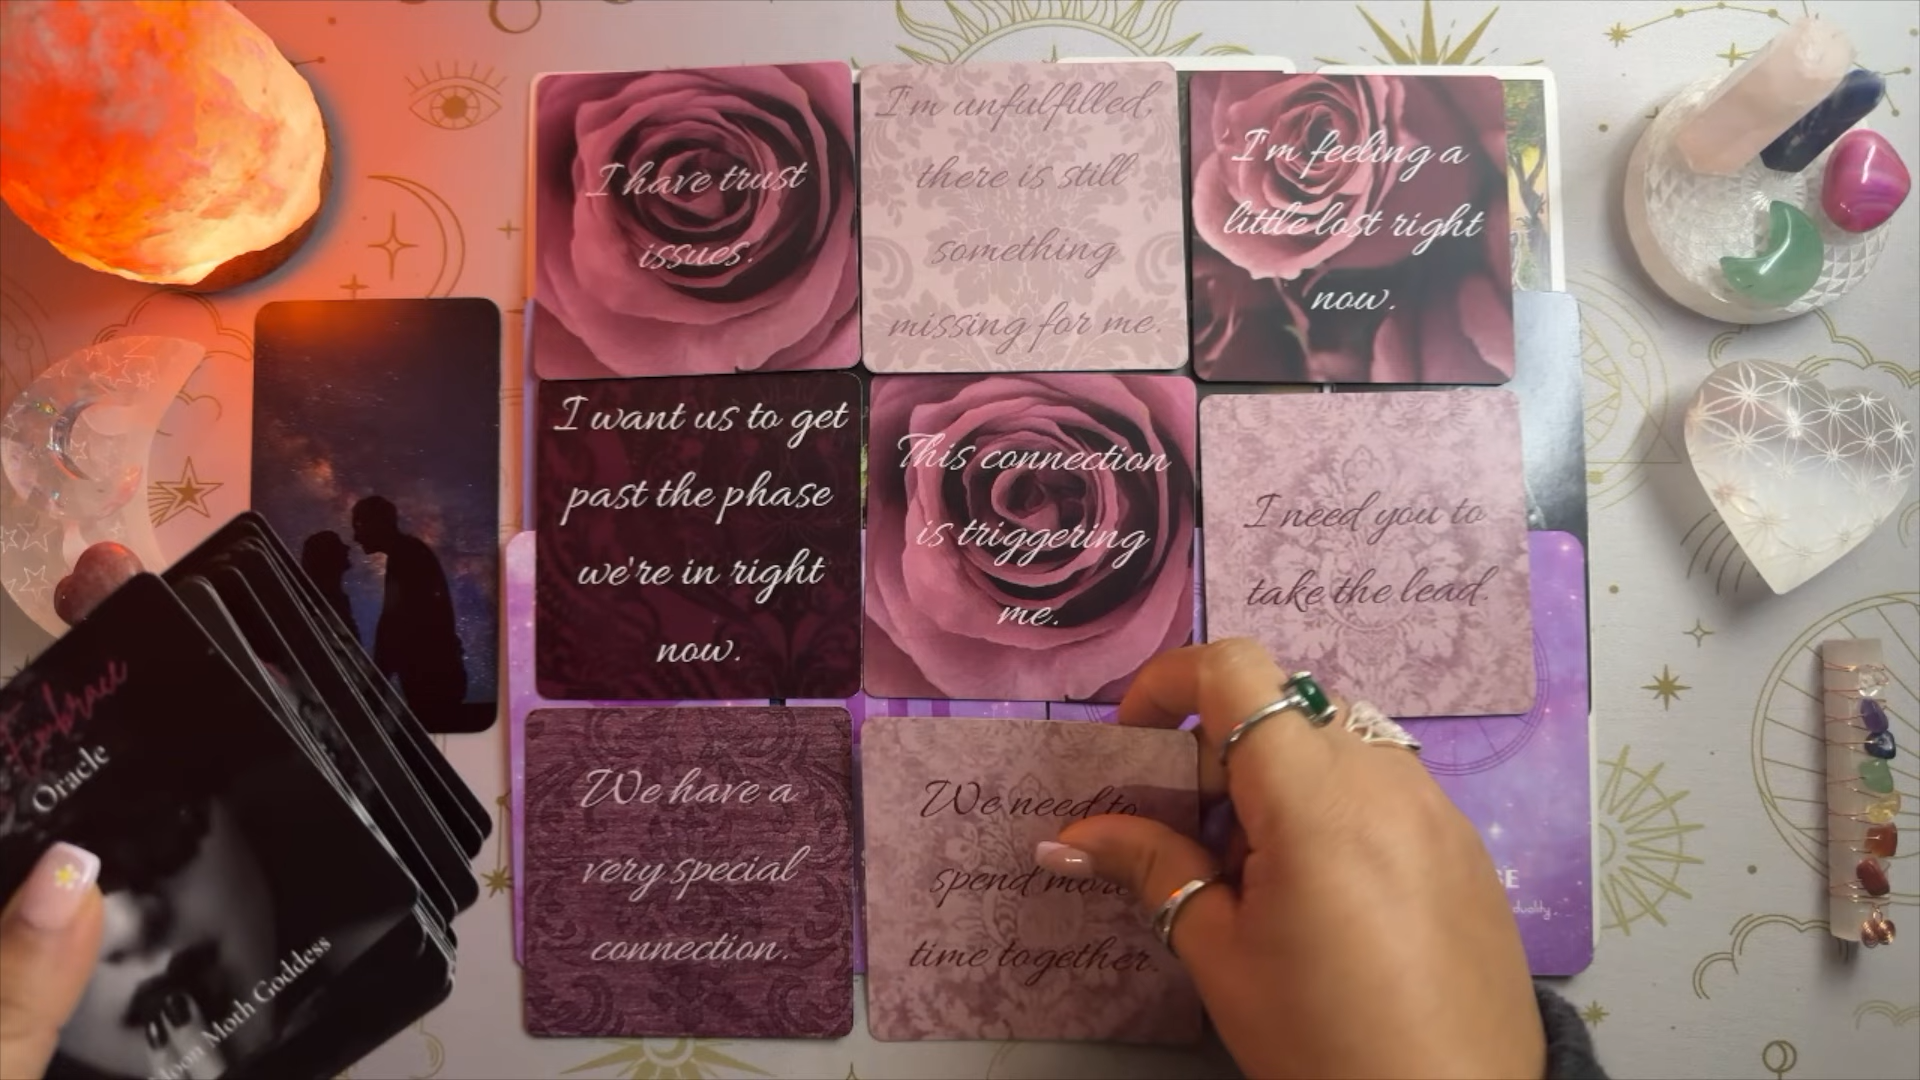 I have trust
issues.
I'm unfulfilled,
there is still
something
missing for me.
I'm feeling a
little lost right
now.
I want us to get
past the phase
we're in right
now.
This connection
is triggering
me.
I need you to
take the lead.
We have a
very special
connection.
We need to
spend more
time together.
Embrace
Oracle
Moon Moth Goddess
duality.